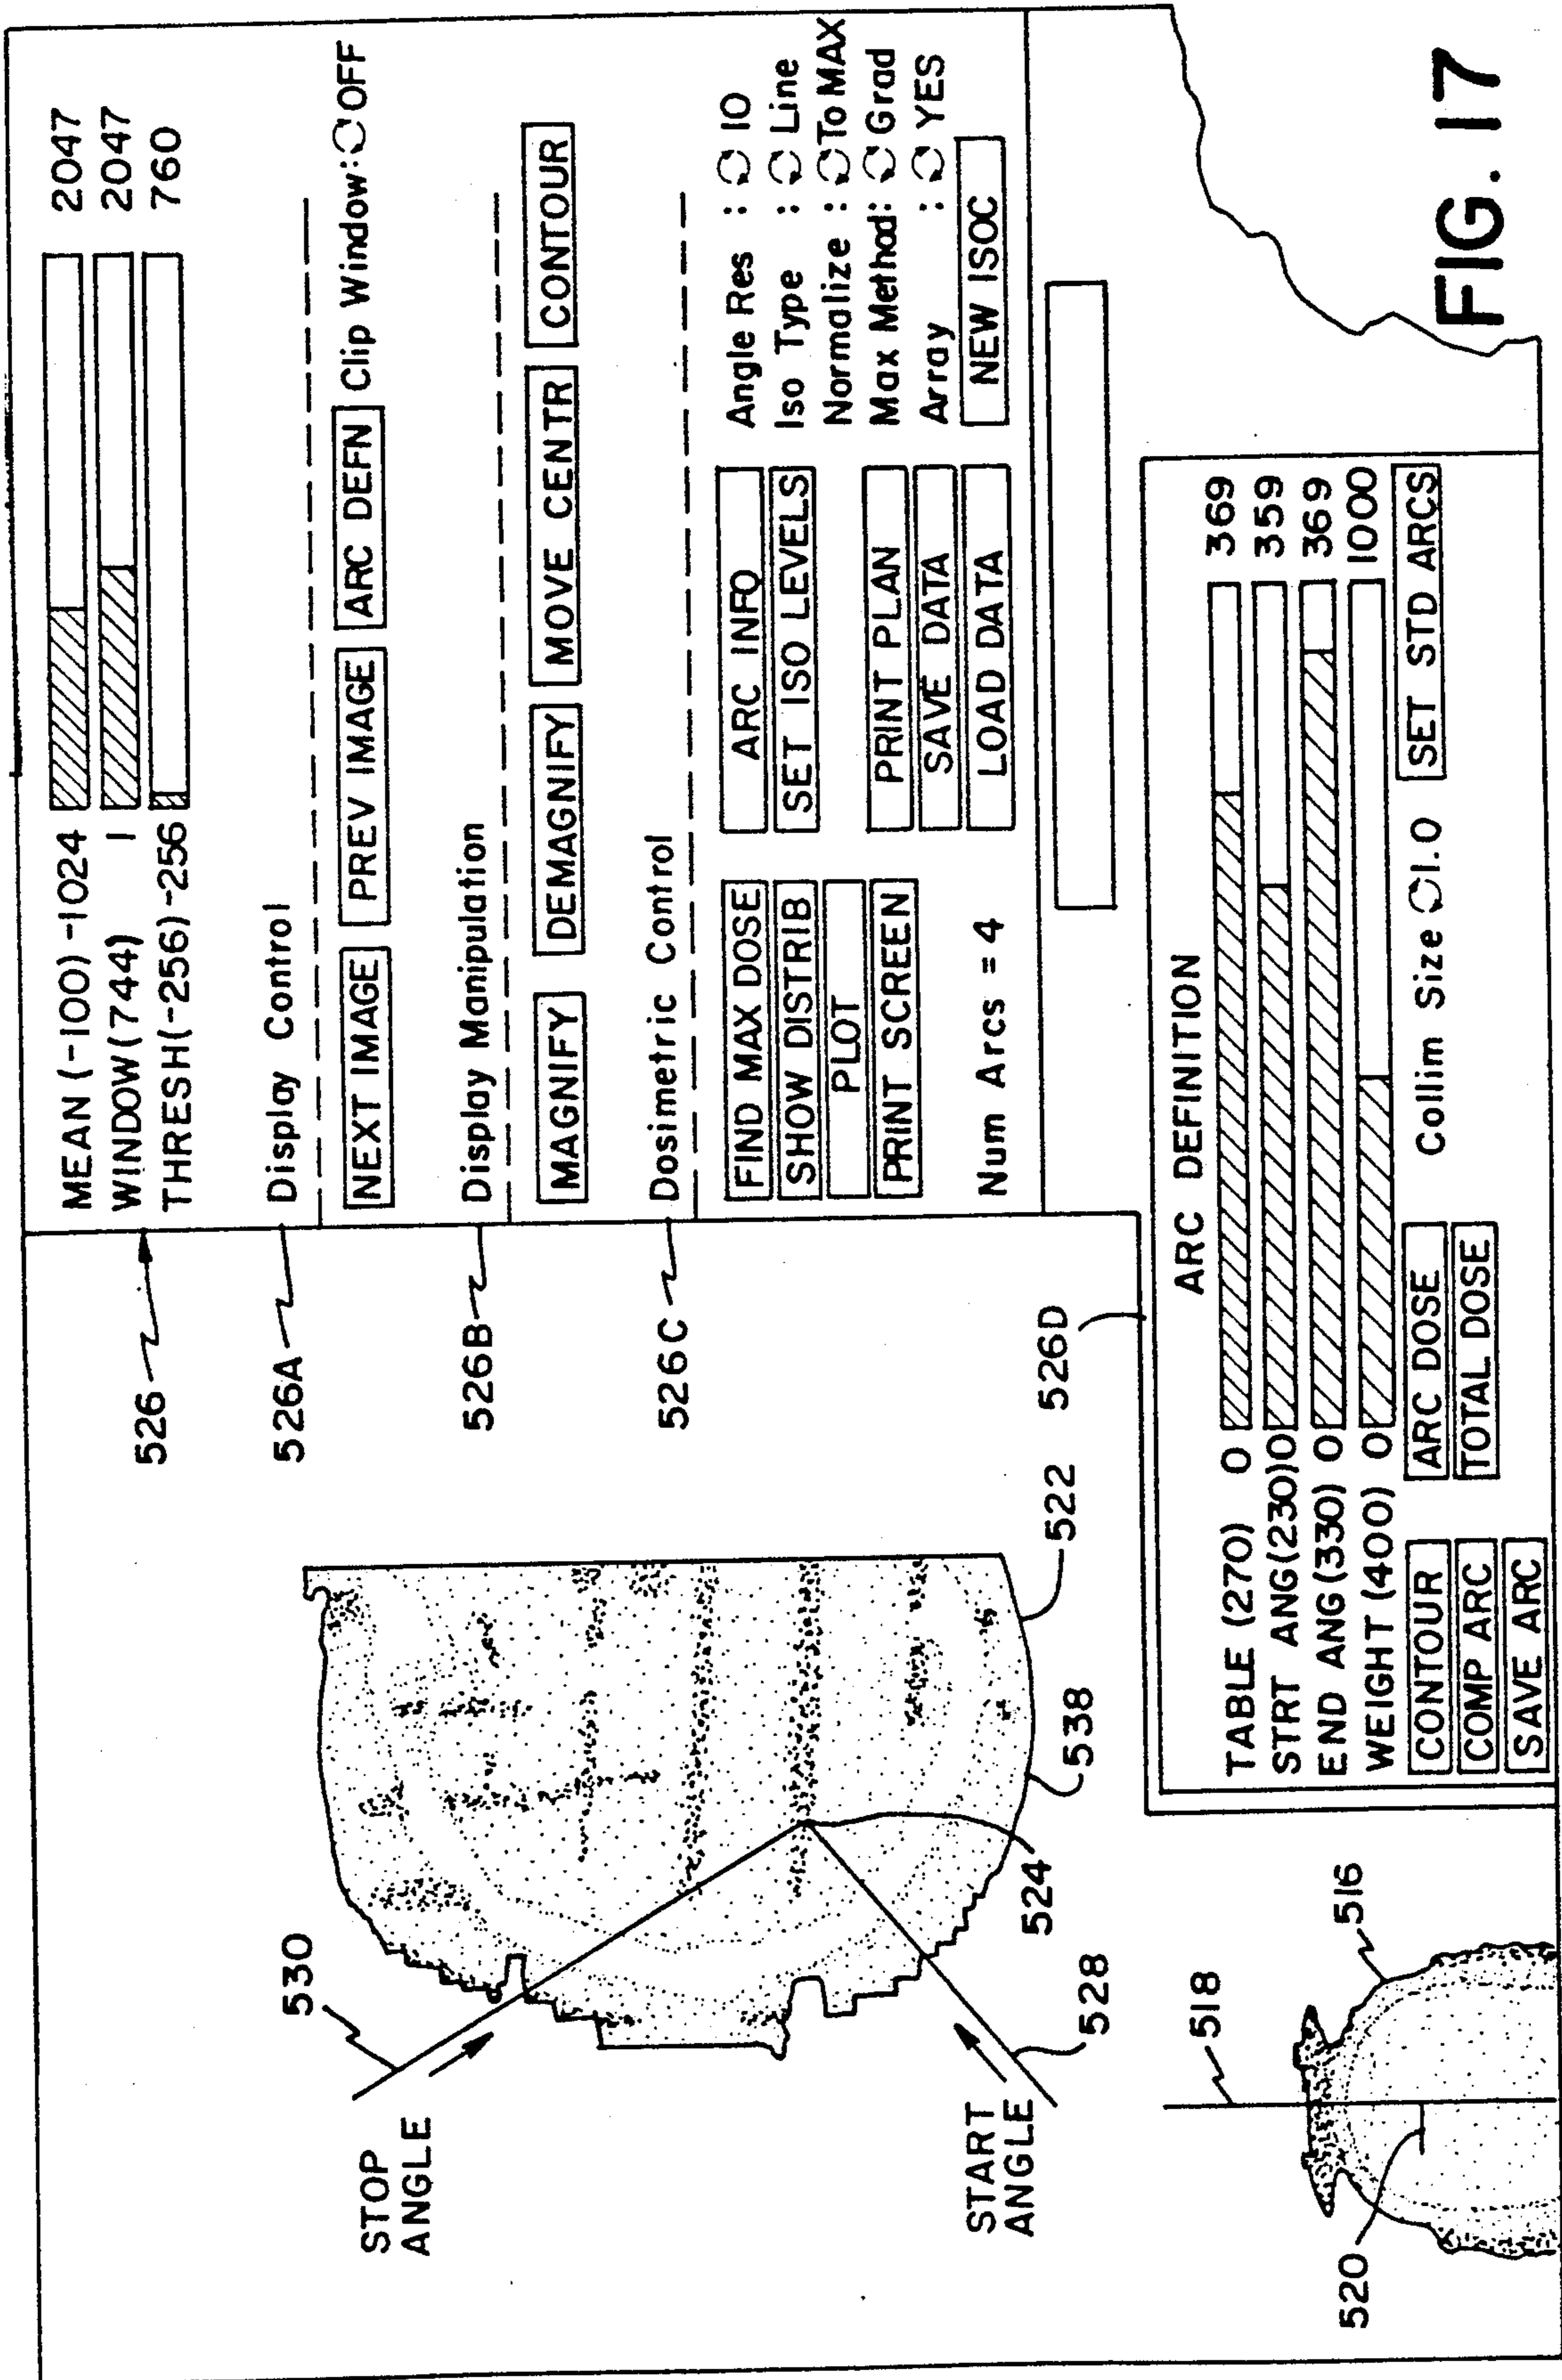 MEAN (-100) -1024 2047
WINDOW (744) 1 2047
THRESH(-256) -256 760
526
Display Control
526A
NEXT IMAGE PREV IMAGE ARC DEFN Clip Window: OFF
Display Manipulation
526B
MAGNIFY DEMAGNIFY MOVE CENTR CONTOUR
Dosimetric Control
526C
FIND MAX DOSE ARC INFO Angle Res : 10
SHOW DISTRIB SET ISO LEVELS Iso Type : Line
PLOT Normalize : To MAX
PRINT SCREEN PRINT PLAN Max Method: Grad
SAVE DATA Array : YES
Num Arcs = 4 LOAD DATA NEW ISOC
530
STOP
ANGLE
522
538
524
528
START
ANGLE
526D
ARC DEFINITION
TABLE (270) 0 369
STRT ANG(230)0 359
END ANG (330) 0 369
WEIGHT (400) 0 1000
CONTOUR ARC DOSE Collim Size 1.0 SET STD ARCS
COMP ARC TOTAL DOSE
SAVE ARC
518
516
520
FIG. 17